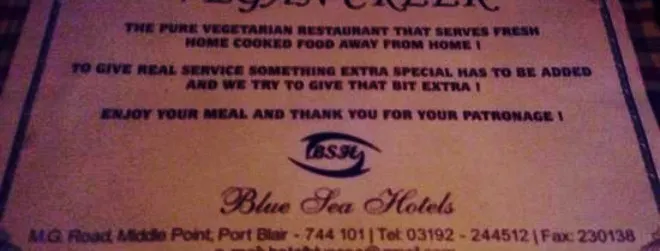 VEGAN CREEK
THE PURE VEGETARIAN RESTAURANT THAT SERVES FRESH
HOME COOKED FOOD AWAY FROM HOME !
TO GIVE REAL SERVICE SOMETHING EXTRA SPECIAL HAS TO BE ADDED
AND WE TRY TO GIVE THAT BIT EXTRA !
ENJOY YOUR MEAL AND THANK YOU FOR YOUR PATRONAGE !
BSH
Blue Sea Hotels
M.G. Road, Middle Point, Port Blair - 744 101 | Tel: 03192 - 244512 | Fax: 230138